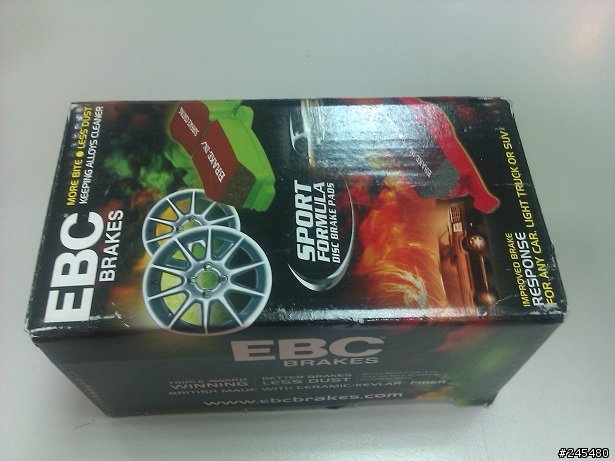 EBC
BRAKES
MORE BITE ● LESS DUST
KEEPING ALLOYS CLEANER
SPORT
FORMULA
DISC BRAKE PADS
IMPROVED BRAKE
RESPONSE
FOR ANY CAR, LIGHT TRUCK OR SUV
EBC
BRAKES
TRIPLE AWARD
WINNING
BETTER BRAKES
LESS DUST
BRITISH MADE WITH CERAMIC-KEVLAR FIBER
www.ebcbrakes.com
#245480